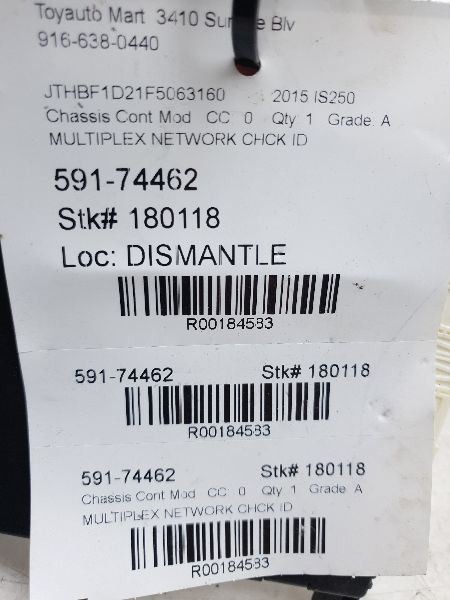 Toyauto Mart 3410 Blv
916-638-0440
JTHBF1D21F5063160 2015 IS250
Chassis Cont Mod CC: 0 Qty: 1 Grade: A
MULTIPLEX NETWORK CHCK ID
591-74462
Stk# 180118
Loc: DISMANTLE
R00184583
591-74462 Stk# 180118
R00184583
591-74462 Stk# 180118
Chassis Cont Mod CC: 0 Qty: 1 Grade: A
MULTIPLEX NETWORK CHCK ID
R00184583